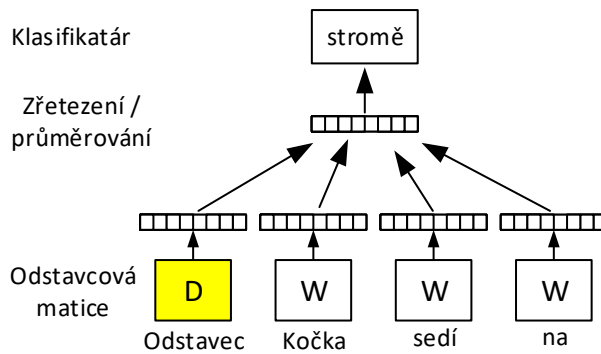 Klasifikatár
stromě
Zřetezení /
průměrování
Odstavcová
matice
D
W
W
W
Odstavec
Kočka
sedí
na